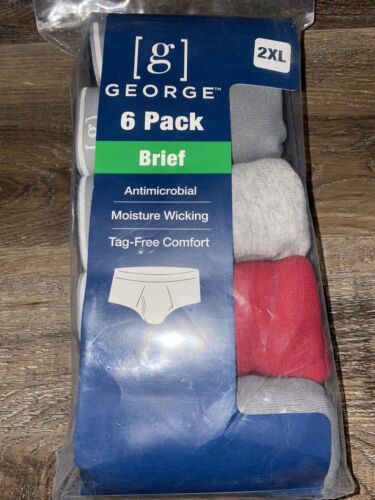 [g]
GEORGE™
2XL
6 Pack
Brief
Antimicrobial
Moisture Wicking
Tag-Free Comfort
[g]